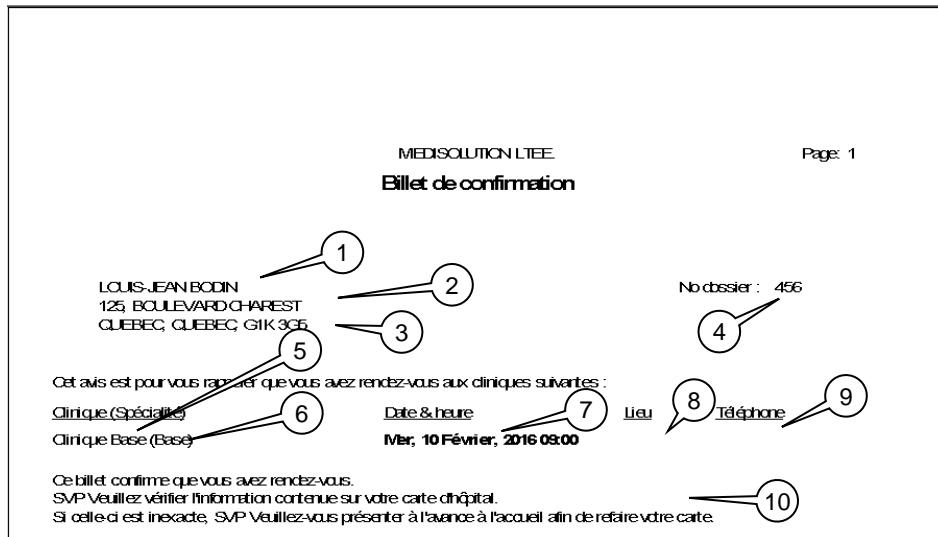 MEDISOLUTION LTEE. Page: 1
Billet de confirmation
1
LOUIS-JEAN BODIN No dossier : 456
2
125, BOULEVARD CHAREST
QUEBEC, QUEBEC, G1K 3G5 3 4
5
Cet avis est pour vous rappeler que vous avez rendez-vous aux cliniques suivantes :
Clinique (Spécialité) 6 Date & heure 7 Lieu 8 Téléphone 9
Clinique Base (Base) Mer, 10 Février, 2016 09:00
Ce billet confirme que vous avez rendez-vous.
SVP Veuillez vérifier l'information contenue sur votre carte d'hôpital. 10
Si celle-ci est inexacte, SVP Veuillez-vous présenter à l'avance à l'accueil afin de refaire votre carte.